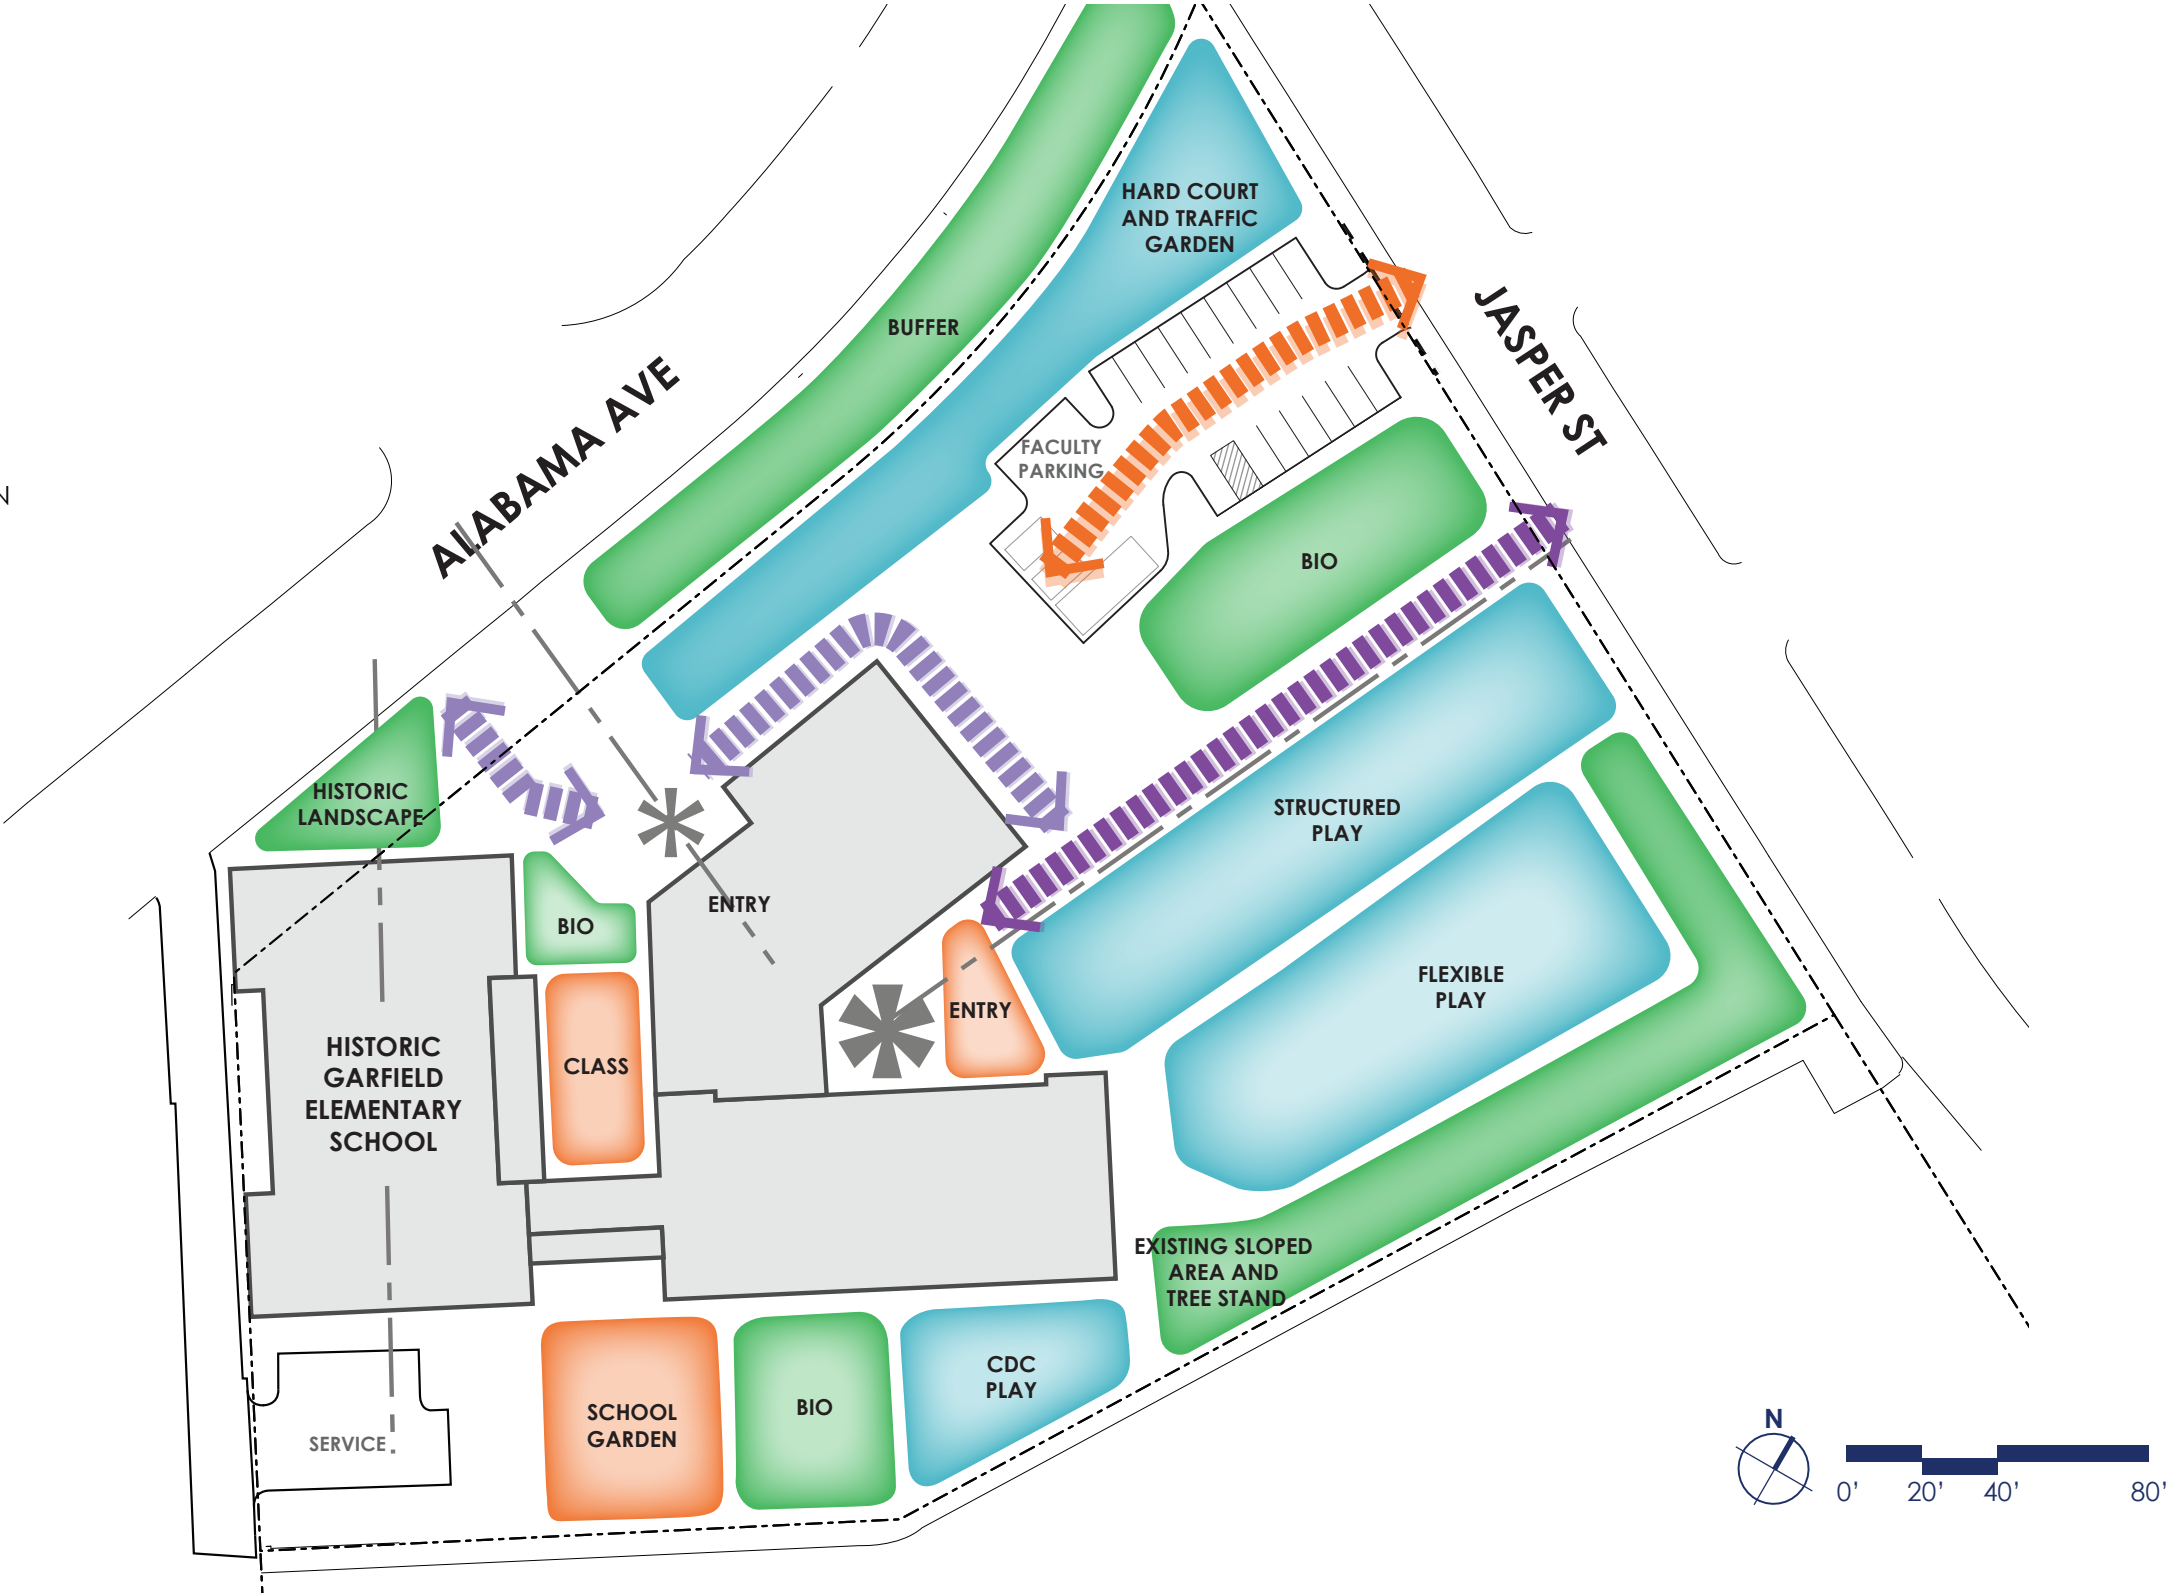 HARD COURT
AND TRAFFIC
GARDEN
BUFFER
JASPER ST
ALABAMA AVE
FACULTY
PARKING
N
BIO
HISTORIC
LANDSCAPE
STRUCTURED
PLAY
ENTRY
BIO
FLEXIBLE
PLAY
ENTRY
CLASS
HISTORIC
GARFIELD
ELEMENTARY
SCHOOL
EXISTING SLOPED
AREA AND
TREE STAND
CDC
PLAY
SCHOOL
GARDEN
BIO
SERVICE
N
0' 20' 40' 80'